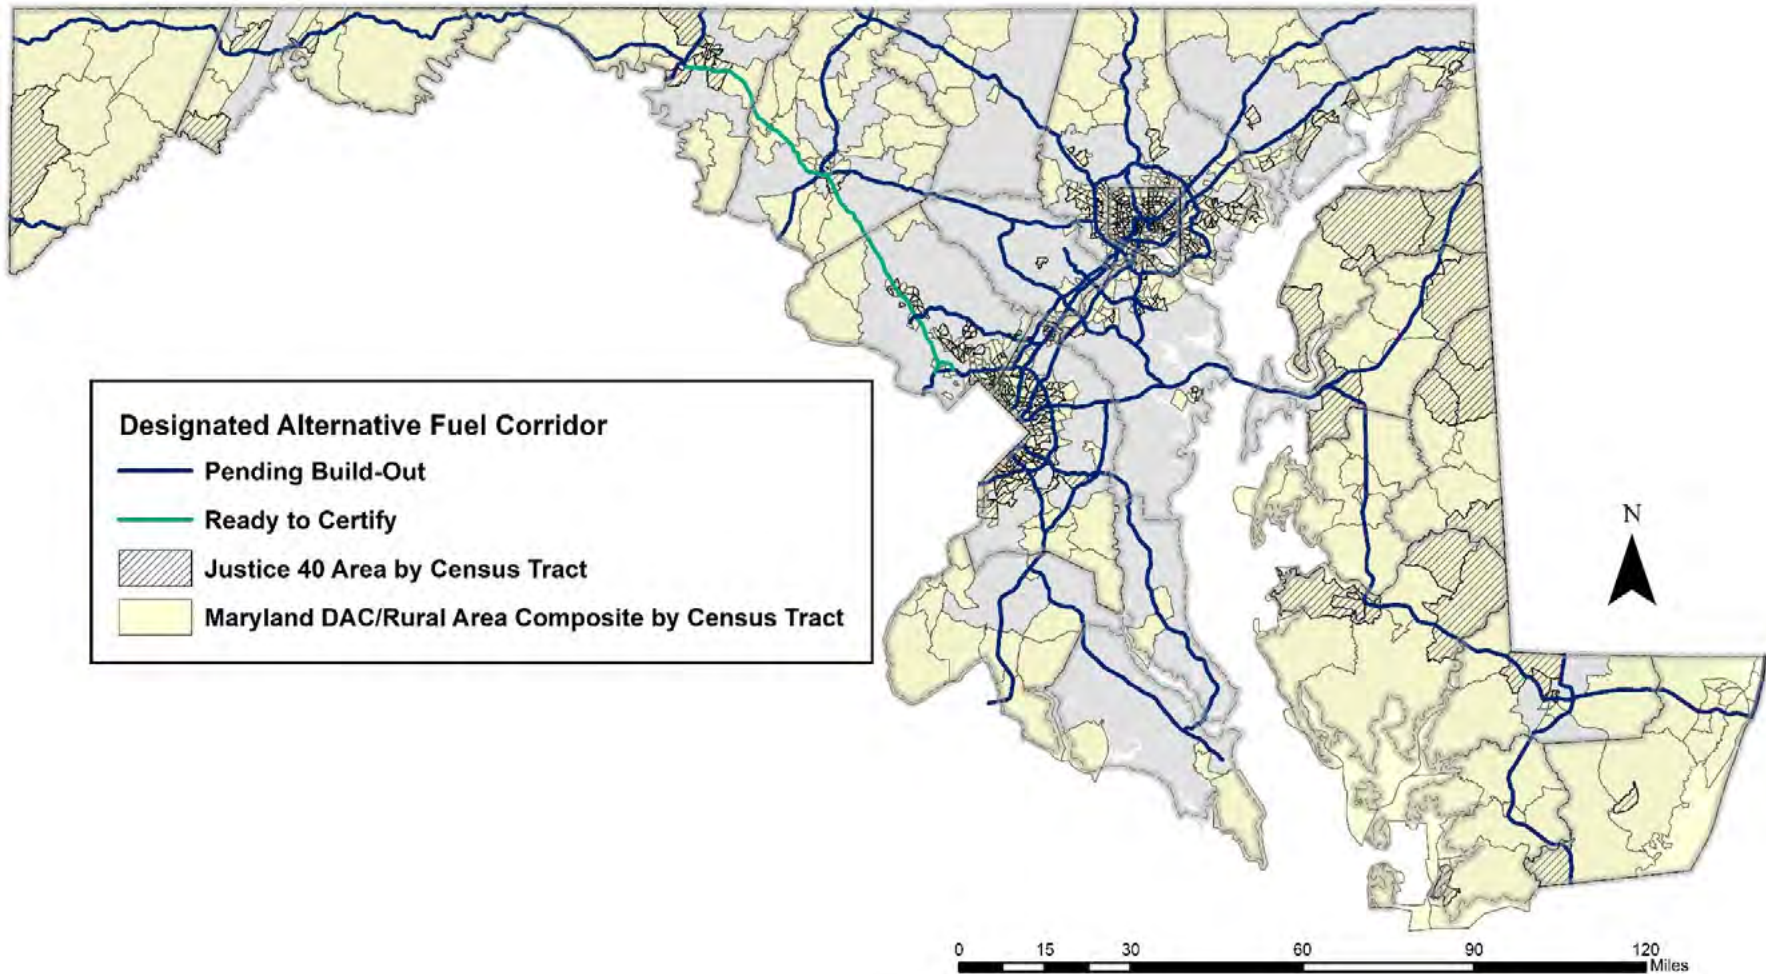 Designated Alternative Fuel Corridor
Pending Build-Out
Ready to Certify
Justice 40 Area by Census Tract
Maryland DAC/Rural Area Composite by Census Tract
N
0 15 30 60 90 120
Miles